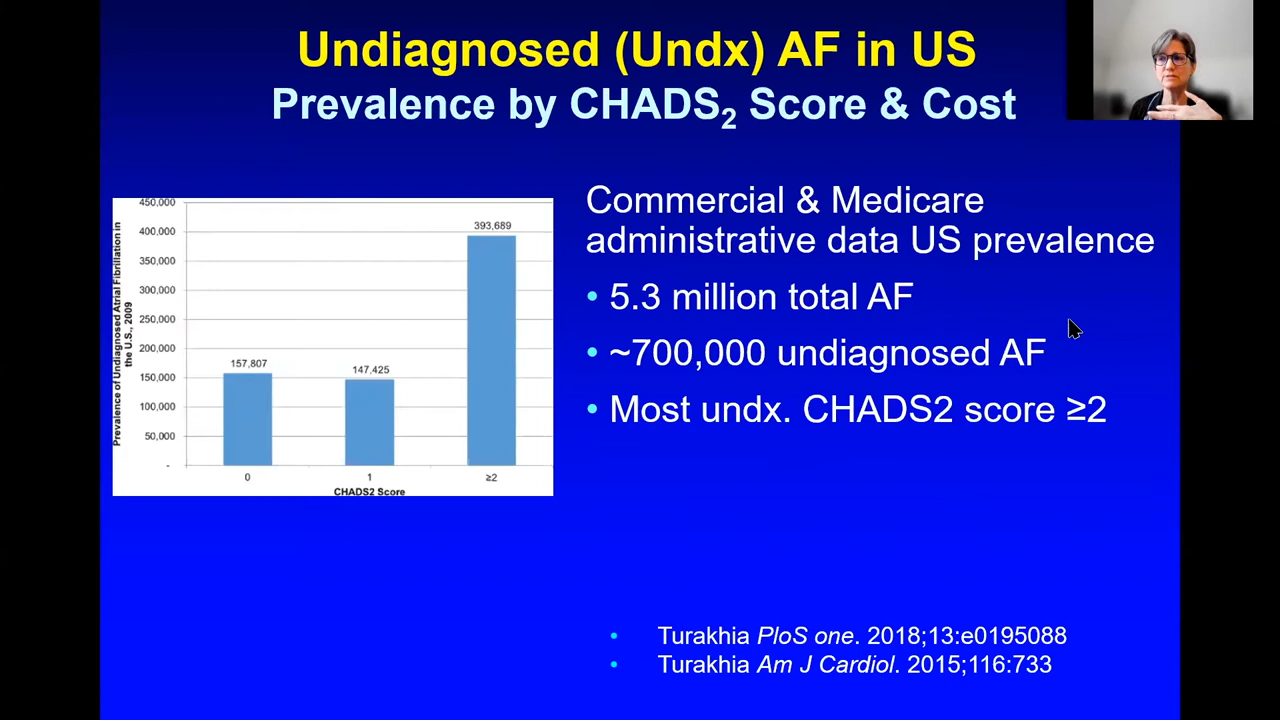 Undiagnosed (Undx) AF in US
Prevalence by CHADS₂ Score & Cost
Commercial & Medicare
administrative data US prevalence
• 5.3 million total AF
• ~700,000 undiagnosed AF
• Most undx. CHADS2 score ≥2
Prevalence of Undiagnosed Atrial Fibrillation in
the U.S., 2009
450,000
400,000
350,000
300,000
250,000
200,000
150,000
100,000
50,000
-
157,807
147,425
393,689
0
1
≥2
CHADS2 Score
• Turakhia PloS one. 2018;13:e0195088
• Turakhia Am J Cardiol. 2015;116:733